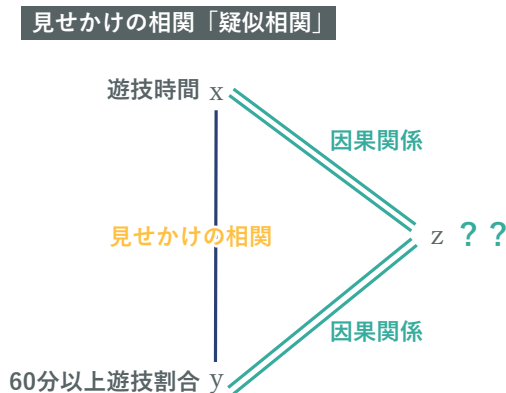 見せかけの相関「疑似相関」
遊技時間 x
因果関係
見せかけの相関
z ？？
因果関係
60分以上遊技割合 y